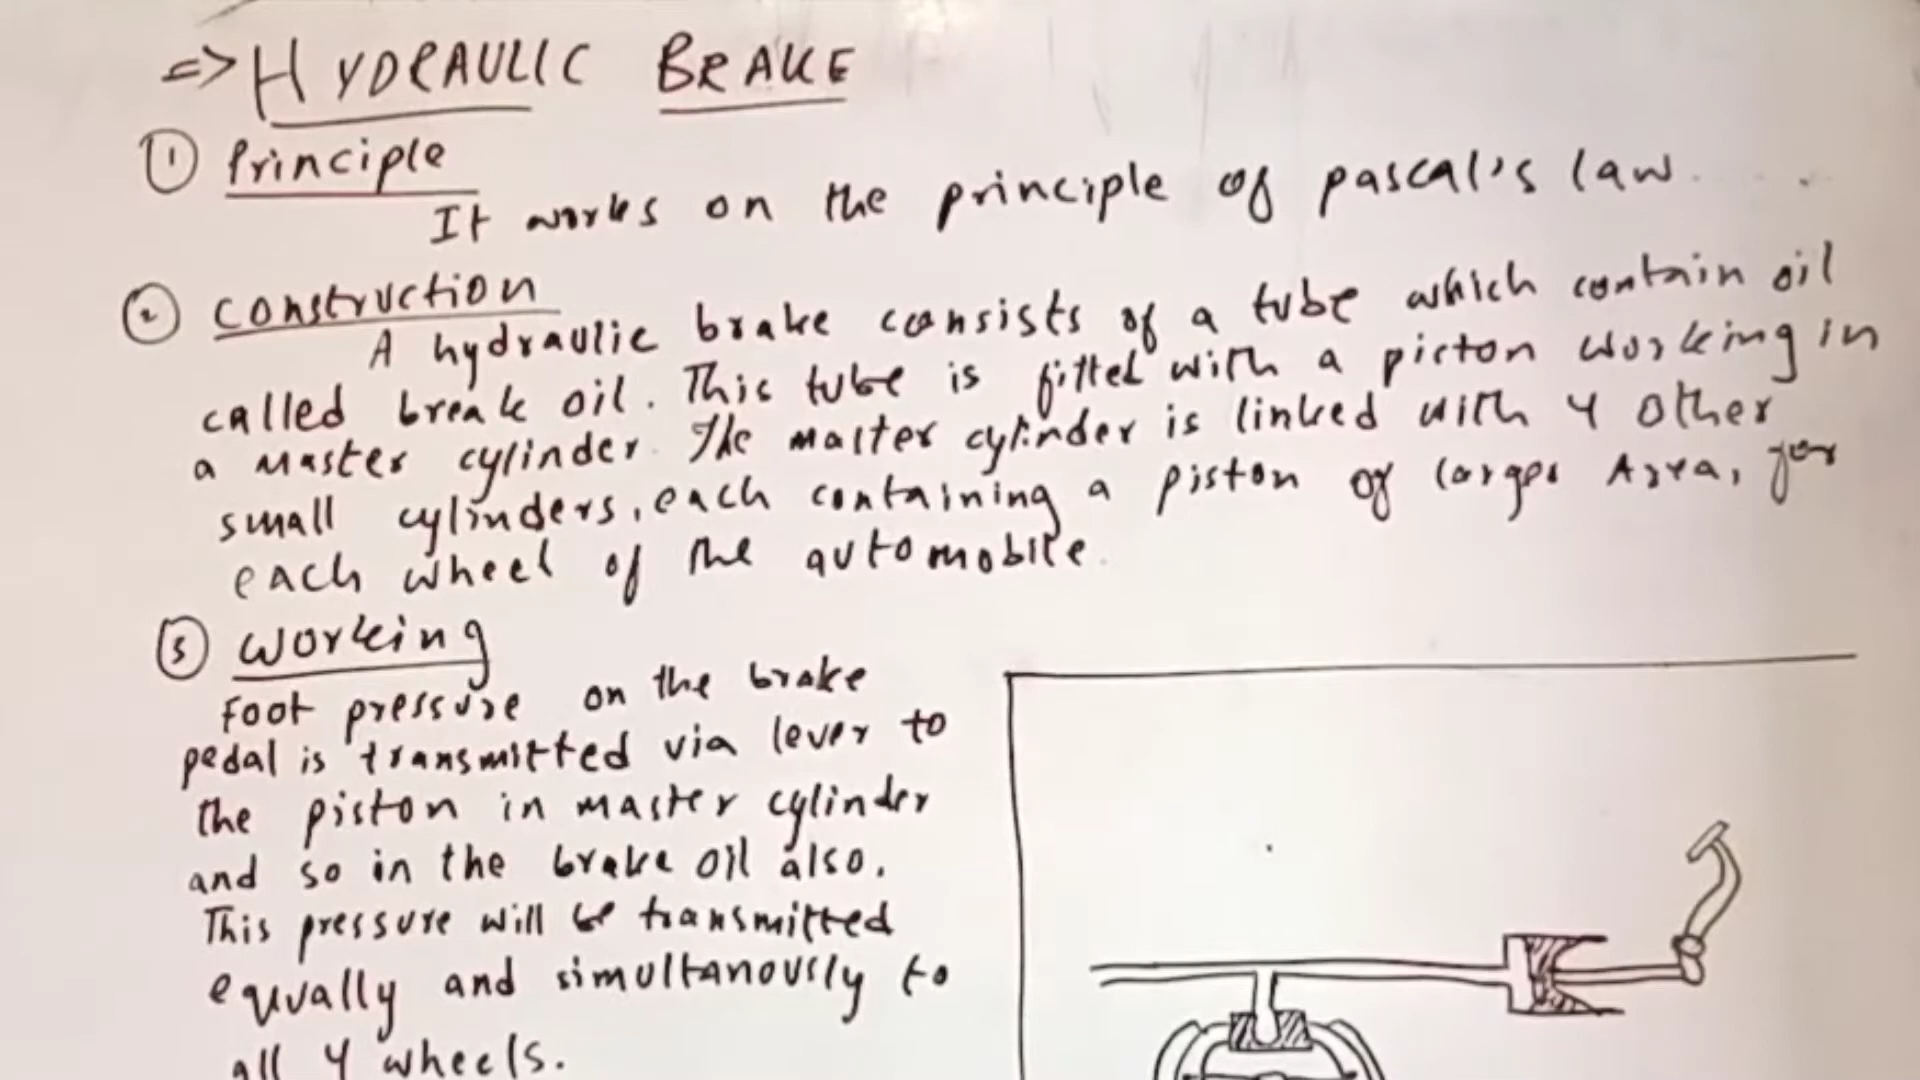 => HYDRAULIC BRAKE
① Principle
It works on the principle of pascal's law
② construction
A hydraulic brake consists of a tube which contain oil
called break oil. This tube is fitted with a picton working in
a master cylinder. The master cylinder is linked with 4 other
small cylinders, each containing a piston of larger Area, for
each wheel of the automobile.
③ working
Foot pressure on the brake
pedal is transmitted via lever to
the piston in master cylinder
and so in the brake oil also.
This pressure will be transmitted
equally and simultanously to
all 4 wheels.